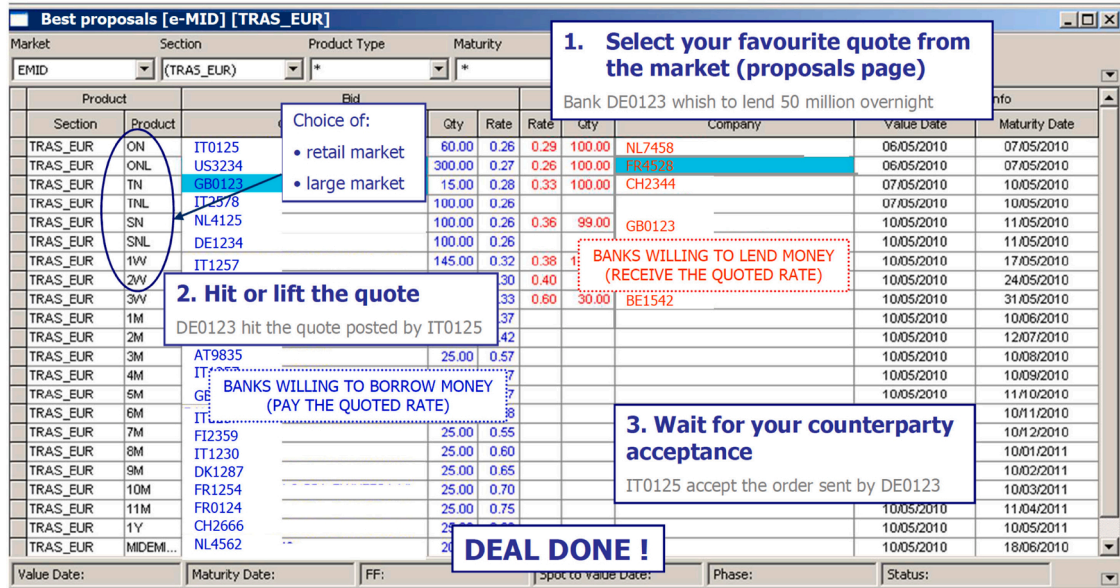 Best proposals [e-MID] [TRAS_EUR]
Market Section Product Type Maturity
EMID (TRAS_EUR) * *
1. Select your favourite quote from
the market (proposals page)
Bank DE0123 whish to lend 50 million overnight
Product Bid nfo
Section Product Qty Rate Rate Qty Company Value Date Maturity Date
Choice of:
• retail market
• large market
TRAS_EUR ON IT0125 60.00 0.26 0.29 100.00 NL7458 06/05/2010 07/05/2010
TRAS_EUR ONL US3234 300.00 0.27 0.26 100.00 FR4528 06/05/2010 07/05/2010
TRAS_EUR TN GB0123 15.00 0.28 0.33 100.00 CH2344 07/05/2010 10/05/2010
TRAS_EUR TNL IT2578 100.00 0.26 07/05/2010 10/05/2010
TRAS_EUR SN NL4125 100.00 0.26 0.36 99.00 GB0123 10/05/2010 11/05/2010
TRAS_EUR SNL DE1234 100.00 0.26 10/05/2010 11/05/2010
TRAS_EUR 1W IT1257 145.00 0.32 0.38 10/05/2010 17/05/2010
TRAS_EUR 2W .30 0.40 10/05/2010 24/05/2010
TRAS_EUR 3W .33 0.60 30.00 BE1542 10/05/2010 31/05/2010
TRAS_EUR 1M .37 10/05/2010 10/06/2010
TRAS_EUR 2M .42 10/05/2010 12/07/2010
TRAS_EUR 3M AT9835 25.00 0.57 10/05/2010 10/08/2010
TRAS_EUR 4M 7 10/05/2010 10/09/2010
TRAS_EUR 5M 7 10/05/2010 11/10/2010
TRAS_EUR 6M 8 10/11/2010
TRAS_EUR 7M FI2359 25.00 0.55 10/12/2010
TRAS_EUR 8M IT1230 25.00 0.60 10/01/2011
TRAS_EUR 9M DK1287 25.00 0.65 10/02/2011
TRAS_EUR 10M FR1254 25.00 0.70 10/03/2011
TRAS_EUR 11M FR0124 25.00 0.75 10/05/2010 11/04/2011
TRAS_EUR 1Y CH2666 10/05/2010 10/05/2011
TRAS_EUR MIDEMI... NL4562 10/05/2010 18/06/2010
BANKS WILLING TO LEND MONEY
(RECEIVE THE QUOTED RATE)
2. Hit or lift the quote
DE0123 hit the quote posted by IT0125
BANKS WILLING TO BORROW MONEY
(PAY THE QUOTED RATE)
3. Wait for your counterparty
acceptance
IT0125 accept the order sent by DE0123
DEAL DONE !
Value Date: Maturity Date: FF: Spot to Value Date: Phase: Status: